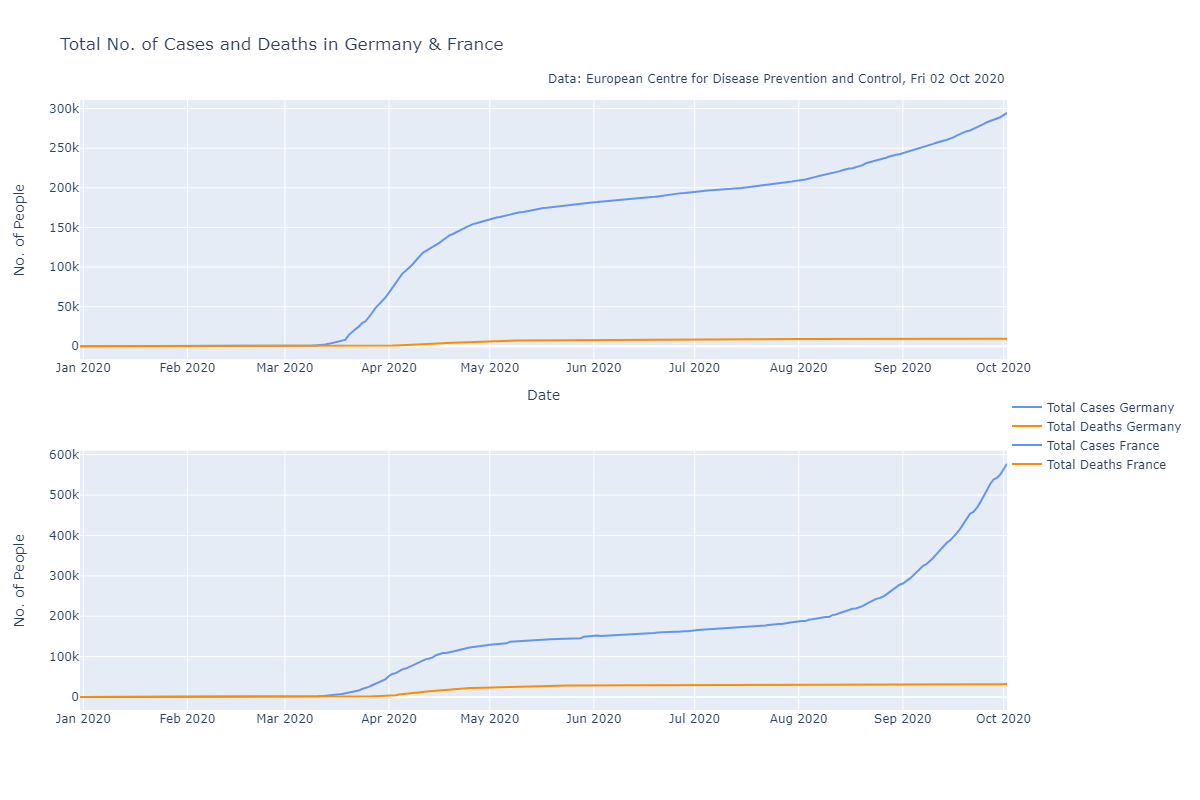 Total No. of Cases and Deaths in Germany & France
Data: European Centre for Disease Prevention and Control, Fri 02 Oct 2020
300k
250k
200k
150k
100k
50k
0
No. of People
Jan 2020 Feb 2020 Mar 2020 Apr 2020 May 2020 Jun 2020 Jul 2020 Aug 2020 Sep 2020 Oct 2020
Date
Total Cases Germany
Total Deaths Germany
Total Cases France
Total Deaths France
600k
500k
400k
300k
200k
100k
0
No. of People
Jan 2020 Feb 2020 Mar 2020 Apr 2020 May 2020 Jun 2020 Jul 2020 Aug 2020 Sep 2020 Oct 2020